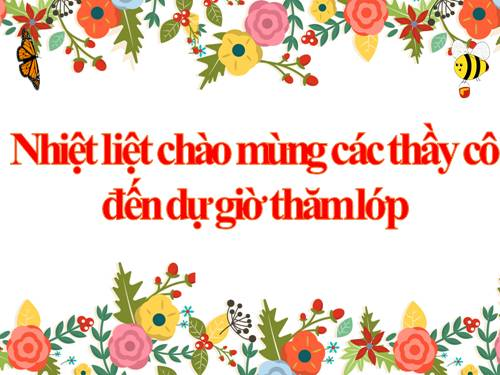 Nhiệt liệt chào mừng các thầy cô
đến dự giờ thăm lớp